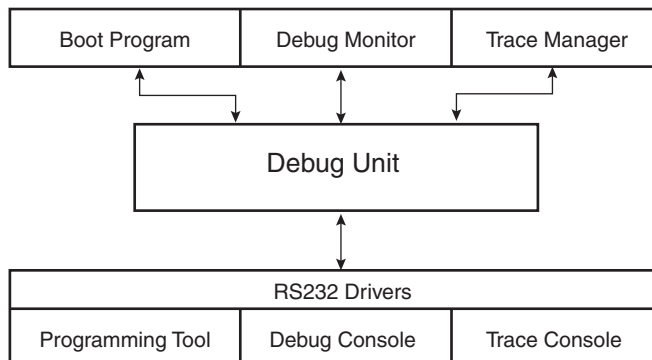 Boot Program
Debug Monitor
Trace Manager
Debug Unit
RS232 Drivers
Programming Tool
Debug Console
Trace Console